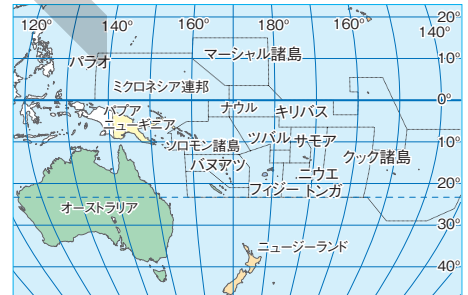 120° 140° 160° 180° 160° 20°
140°
パラオ
マーシャル諸島
10°
ミクロネシア連邦
パプア
ニューギニア
ナウル
キリバス
0°
ソロモン諸島
ツバル
サモア
10°
バヌアツ
クック諸島
ニウエ
フィジー
トンガ
20°
オーストラリア
30°
ニュージーランド
40°